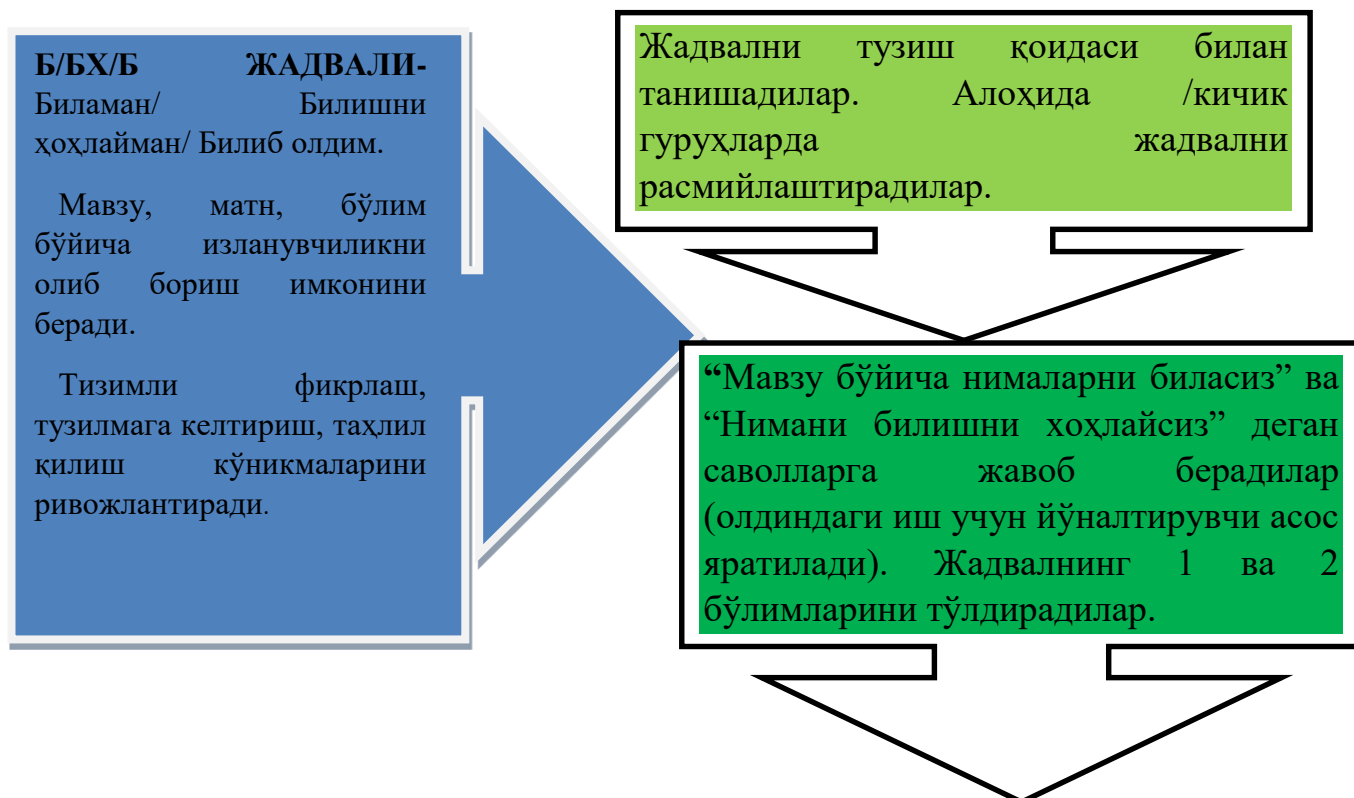 Б/БХ/Б ЖАДВАЛИ-
Биламан/ Билишни
ҳоҳлайман/ Билиб олдим.
Мавзу, матн, бўлим
бўйича изланувчиликни
олиб бориш имконини
беради.
Тизимли фикрлаш,
тузилмага келтириш, таҳлил
қилиш кўникмаларини
ривожлантиради.
Жадвални тузиш қоидаси билан
танишадилар. Алоҳида /кичик
гуруҳларда жадвални
расмийлаштирадилар.
“Мавзу бўйича нималарни биласиз” ва
“Нимани билишни хоҳлайсиз” деган
саволларга жавоб берадилар
(олдиндаги иш учун йўналтирувчи асос
яратилади). Жадвалнинг 1 ва 2
бўлимларини тўлдирадилар.